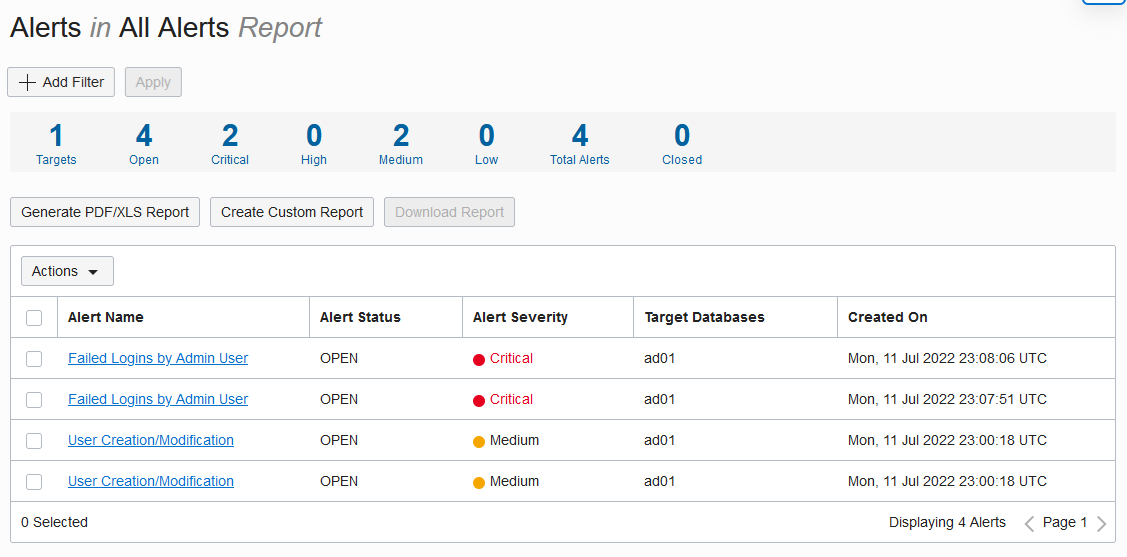 Alerts in All Alerts Report
Add Filter Apply
1 4 2 0 2 0 4 0
Targets Open Critical High Medium Low Total Alerts Closed
Generate PDF/XLS Report Create Custom Report Download Report
Actions
Alert Name Alert Status Alert Severity Target Databases Created On
Failed Logins by Admin User OPEN Critical ad01 Mon, 11 Jul 2022 23:08:06 UTC
Failed Logins by Admin User OPEN Critical ad01 Mon, 11 Jul 2022 23:07:51 UTC
User Creation/Modification OPEN Medium ad01 Mon, 11 Jul 2022 23:00:18 UTC
User Creation/Modification OPEN Medium ad01 Mon, 11 Jul 2022 23:00:18 UTC
0 Selected Displaying 4 Alerts Page 1